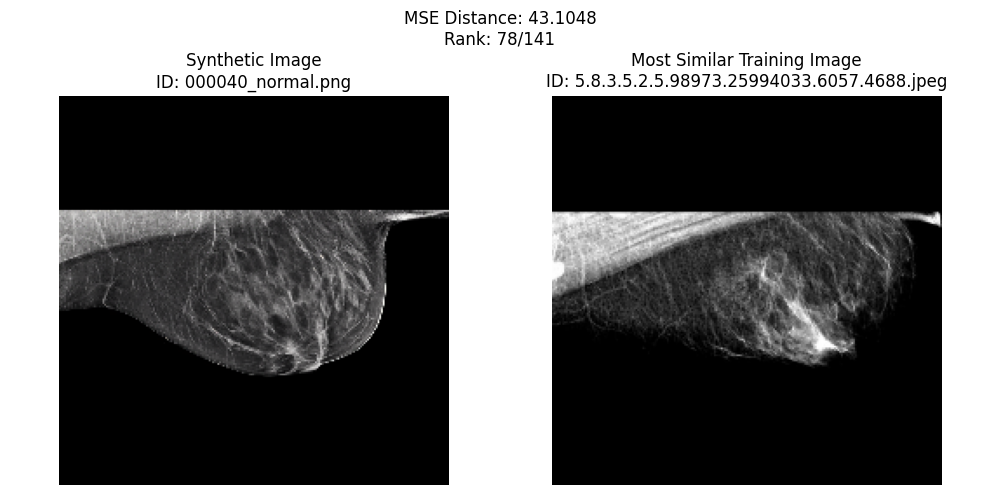 MSE Distance: 43.1048
Rank: 78/141
Synthetic Image
ID: 000040_normal.png
Most Similar Training Image
ID: 5.8.3.5.2.5.98973.25994033.6057.4688.jpeg